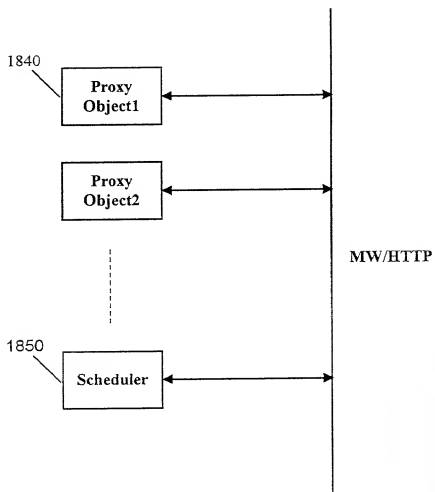 1840
Proxy
Object1
Proxy
Object2
MW/HTTP
1850
Scheduler